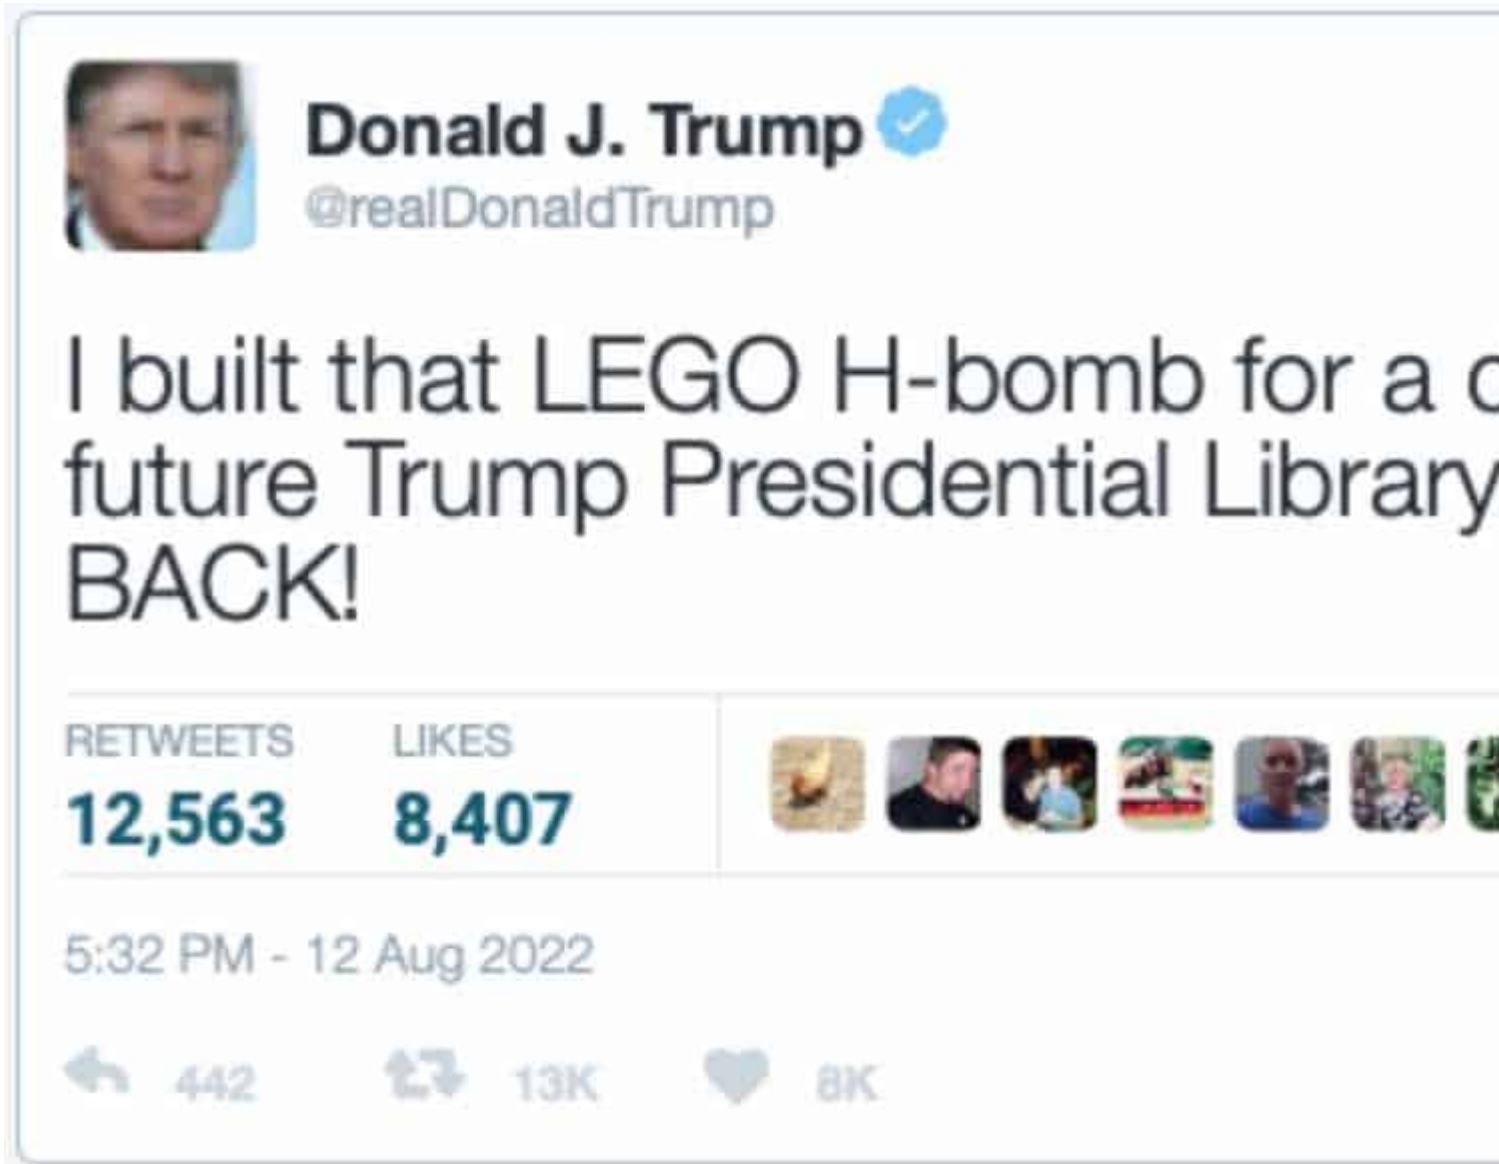 Donald J. Trump
@realDonaldTrump
I built that LEGO H-bomb for a
future Trump Presidential Library
BACK!
RETWEETS LIKES
12,563 8,407
5:32 PM - 12 Aug 2022
442 13K 8K